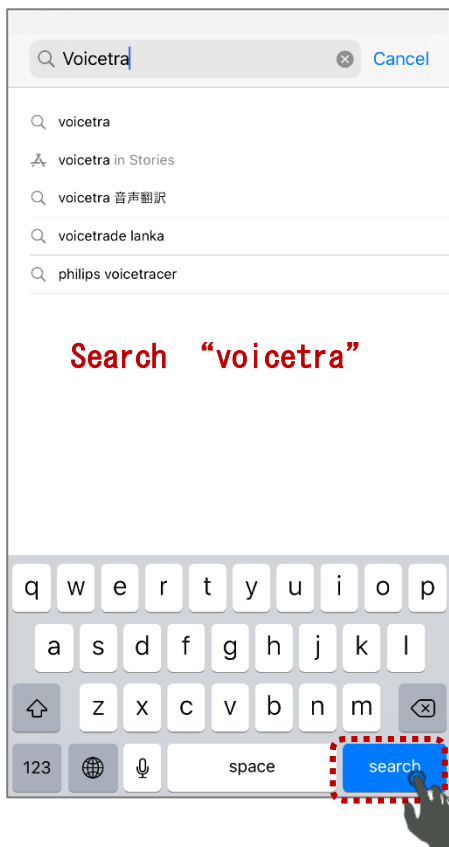 Voicetra Cancel
voicetra
voicetra in Stories
voicetra 音声翻訳
voicetrade lanka
philips voicetracer
Search “voicetra”
q w e r t y u i o p
a s d f g h j k l
z x c v b n m
123 space search